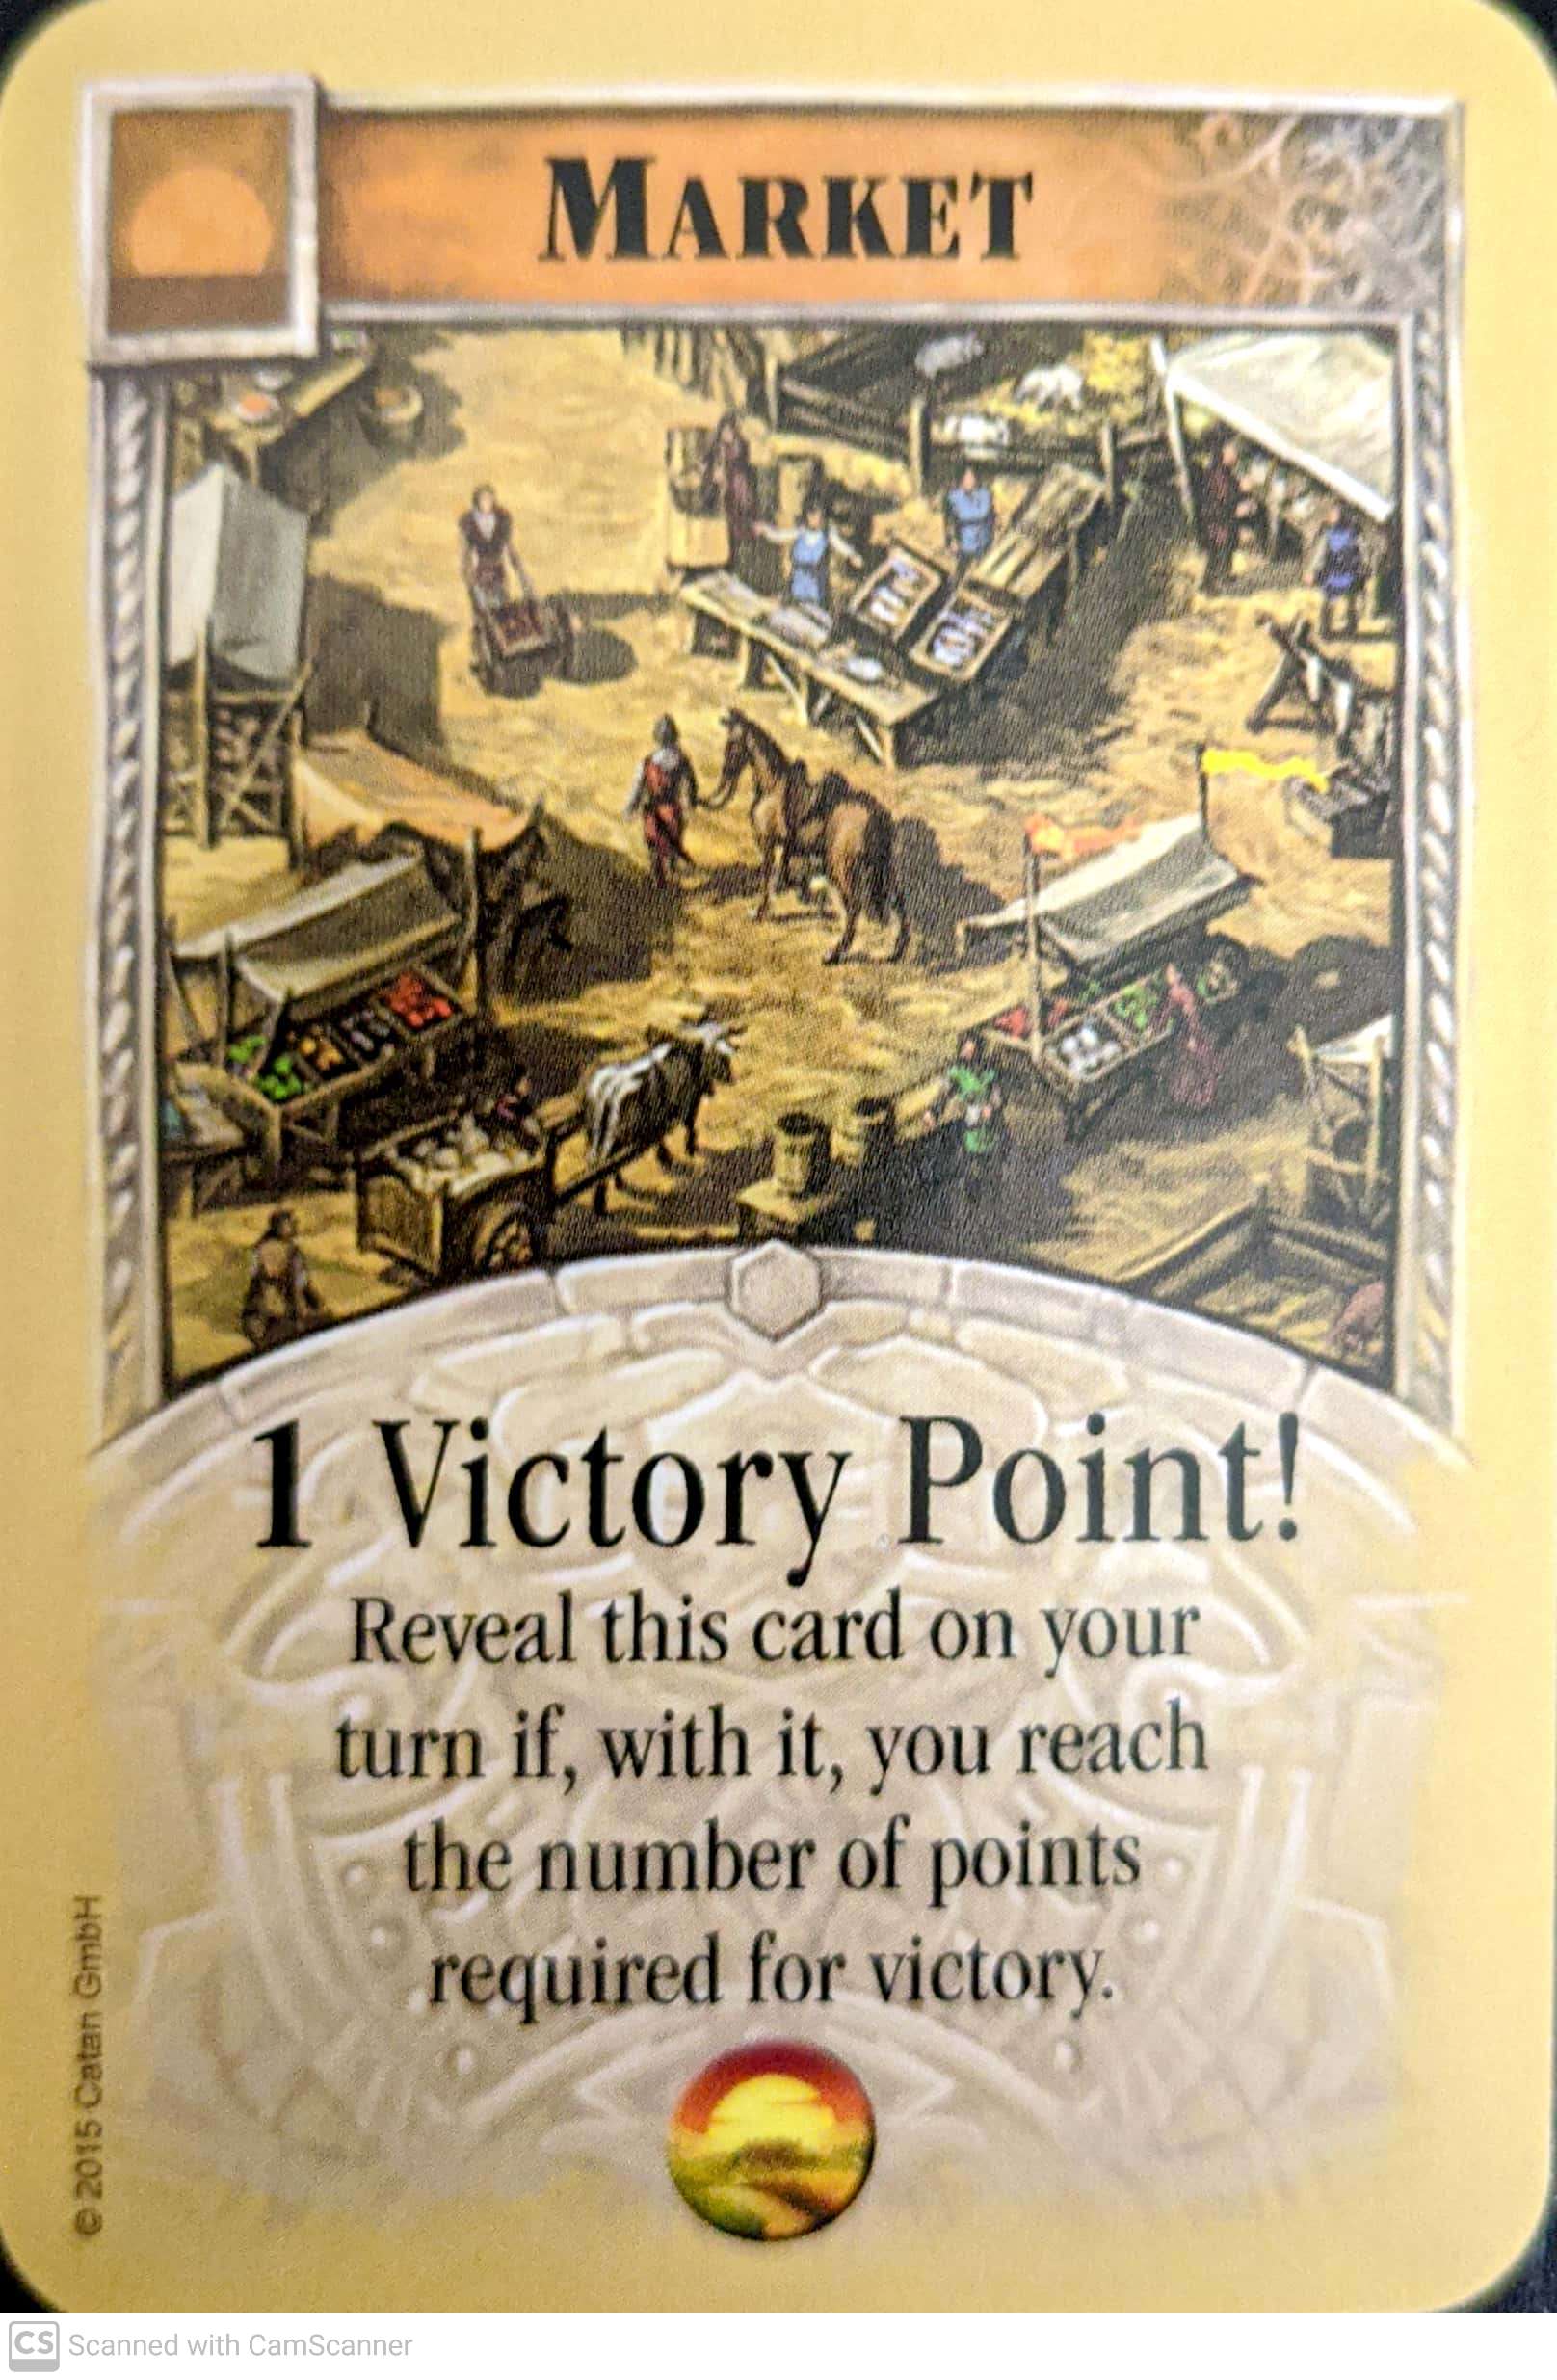 MARKET
1 Victory Point!
Reveal this card on your
turn if, with it, you reach
the number of points
required for victory.
© 2015 Catan GmbH
CS Scanned with CamScanner